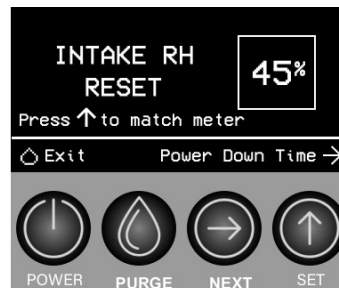 INTAKE RH
RESET
45%
Press ↑ to match meter
Exit Power Down Time →
POWER PURGE NEXT SET